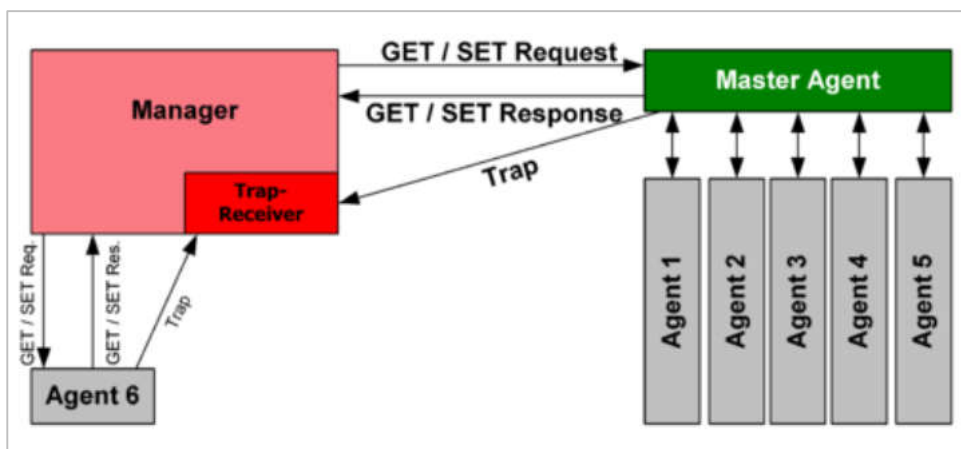 GET / SET Request
Manager
Master Agent
GET / SET Response
Trap
Trap-
Receiver
GET / SET Req.
GET / SET Res.
Trap
Agent 1
Agent 2
Agent 3
Agent 4
Agent 5
Agent 6